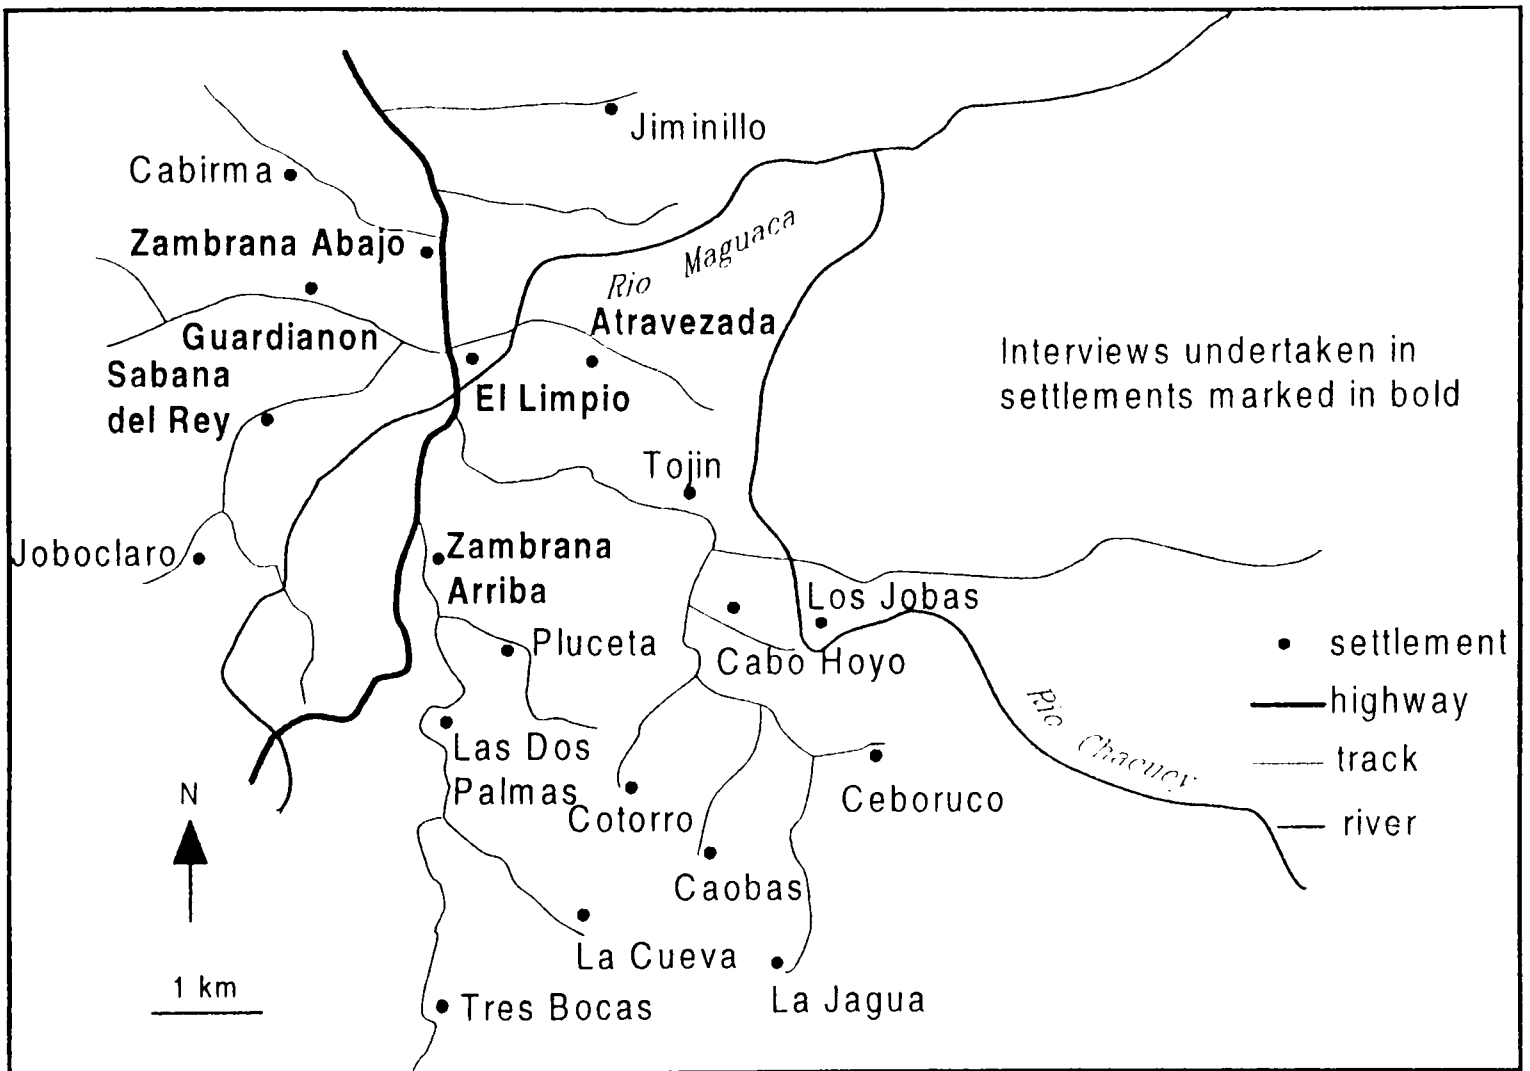 Jiminillo
Cabirma
Zambrana Abajo
Rio Maguaca
Atravezada
Guardianon
Sabana
del Rey
El Limpio
Interviews undertaken in
settlements marked in bold
Tojin
Joboclaro
Zambrana
Arriba
Los Jobas
Pluceta
Cabo Hoyo
settlement
highway
Rio Chacuey
track
Las Dos
Palmas
N
Cotorro
Ceboruco
river
Caobas
La Cueva
1 km
Tres Bocas
La Jagua